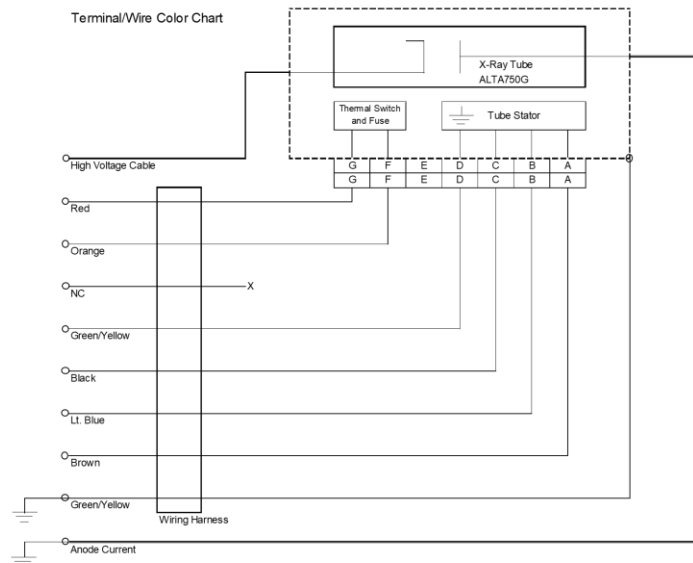 Terminal/Wire Color Chart
X-Ray Tube
ALTA750G
Thermal Switch
and Fuse
Tube Stator
High Voltage Cable
G F E D C B A
G F E D C B A
Red
Orange
NC
X
Green/Yellow
Black
Lt. Blue
Brown
Green/Yellow
Wiring Harness
Anode Current